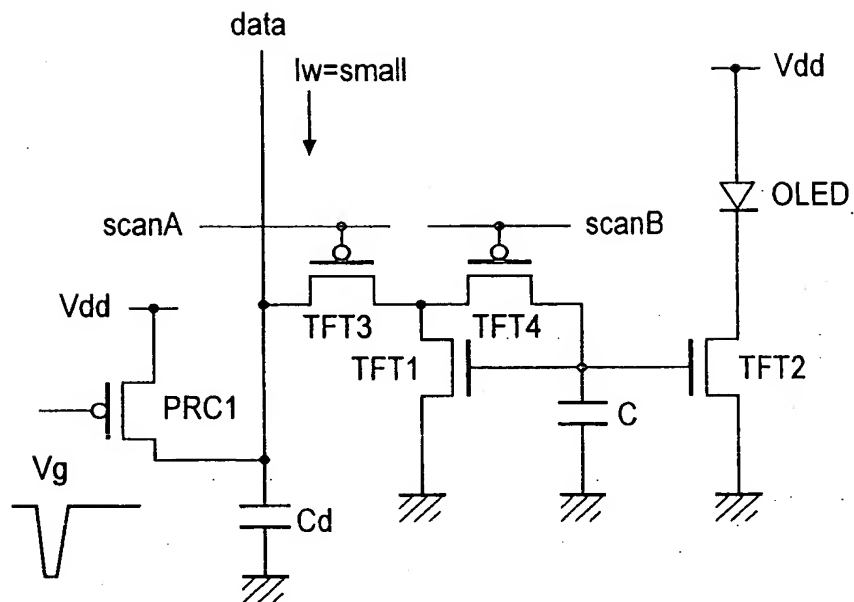 data
Iw=small
Vdd
OLED
scanA
scanB
Vdd
TFT3
TFT4
TFT1
TFT2
PRC1
C
Vg
Cd